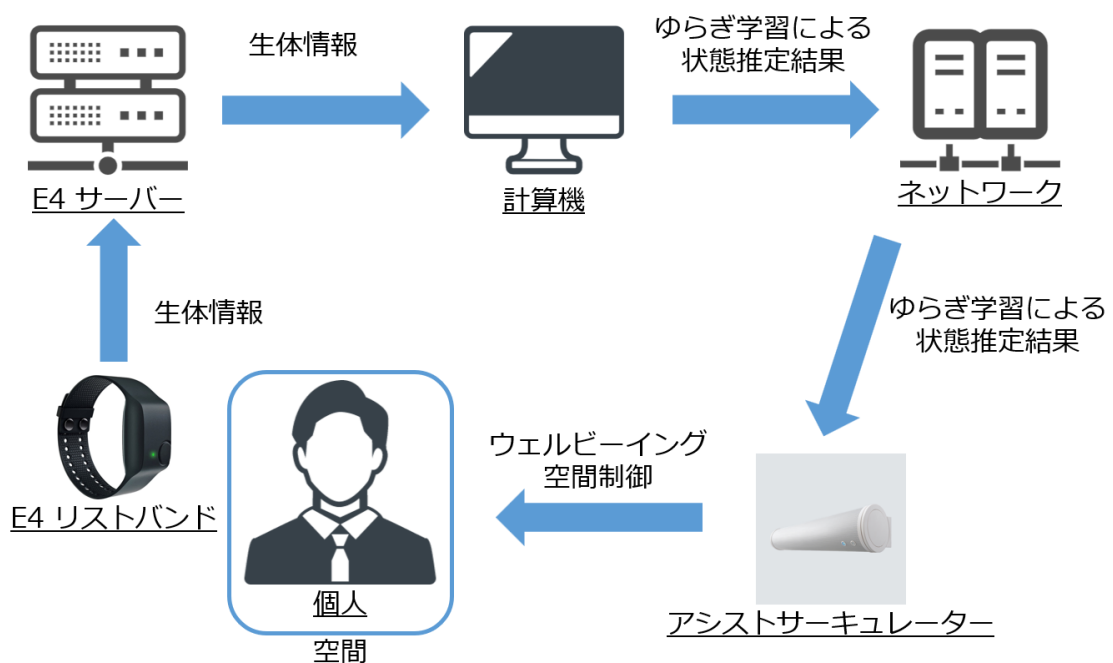 生体情報
ゆらぎ学習による
状態推定結果
E4 サーバー
計算機
ネットワーク
生体情報
ゆらぎ学習による
状態推定結果
ウェルビーイング
空間制御
E4 リストバンド
個人
空間
アシストサーキュレーター